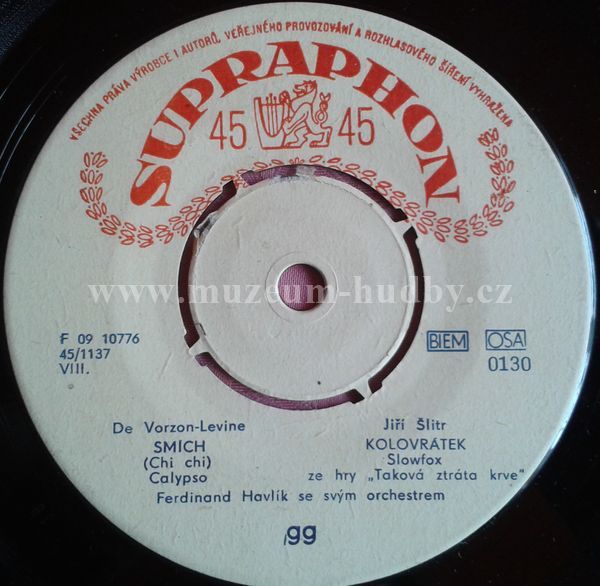 VŠECHNA PRÁVA VÝROBCE I AUTORŮ, VEŘEJNÉHO PROVOZOVÁNÍ A ROZHLASOVÉHO ŠÍŘENÍ VYHRAŽENA
SUPRAPHON
45 45
www.muzeum-hudby.cz
F 09 10776
45/1137
VIII.
BIEM OSA
0130
De Vorzon-Levine
SMÍCH
(Chi chi)
Calypso
Jiří Šlitr
KOLOVRÁTEK
Slowfox
ze hry „Taková ztráta krve"
Ferdinand Havlík se svým orchestrem
gg